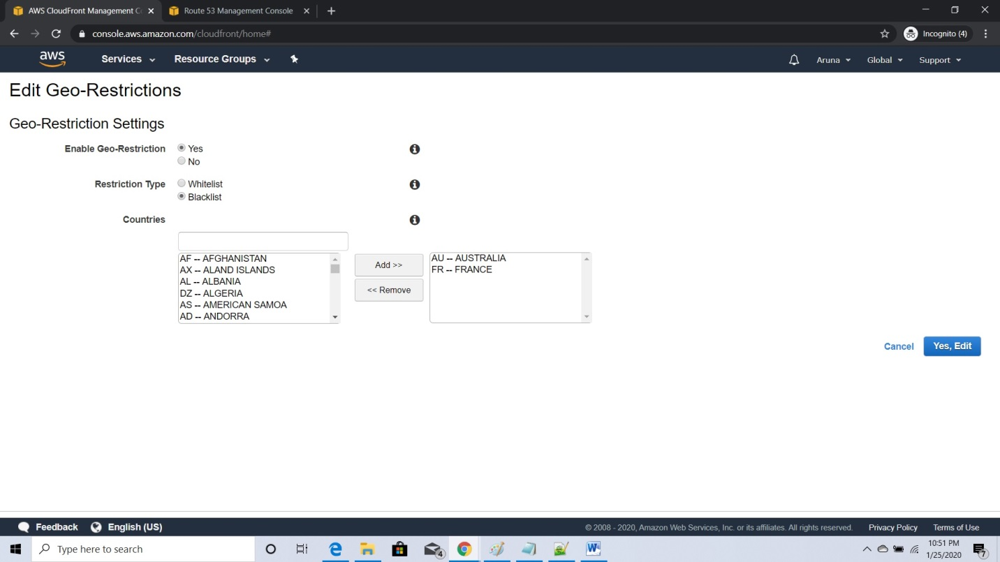 AWS CloudFront Management Co
Route 53 Management Console
console.aws.amazon.com/cloudfront/home#
Incognito (4)
aws
Services
Resource Groups
Aruna
Global
Support
Edit Geo-Restrictions
Geo-Restriction Settings
Enable Geo-Restriction
Yes
No
Restriction Type
Whitelist
Blacklist
Countries
AF -- AFGHANISTAN
AX -- ALAND ISLANDS
AL -- ALBANIA
DZ -- ALGERIA
AS -- AMERICAN SAMOA
AD -- ANDORRA
Add >>
<< Remove
AU -- AUSTRALIA
FR -- FRANCE
Cancel
Yes, Edit
Feedback
English (US)
© 2008 - 2020, Amazon Web Services, Inc. or its affiliates. All rights reserved.
Privacy Policy
Terms of Use
Type here to search
4
10:51 PM
1/25/2020
7